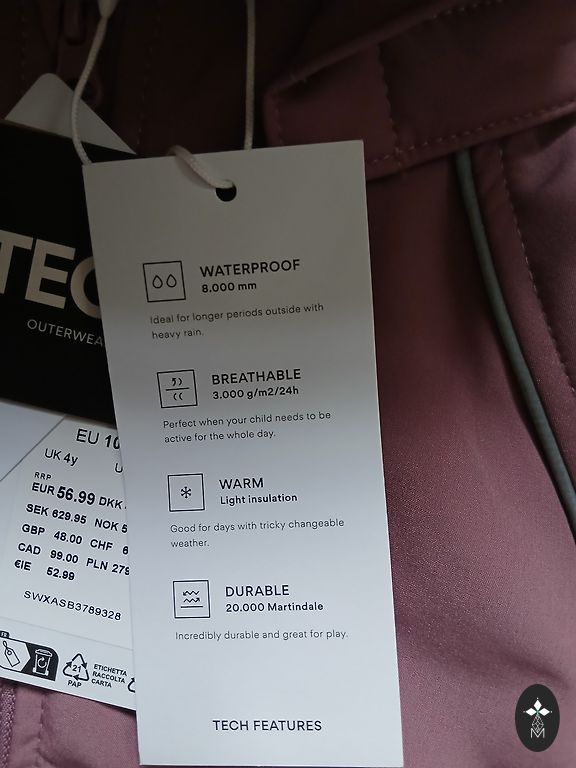 WATERPROOF
8.000 mm
Ideal for longer periods outside with
heavy rain.
BREATHABLE
3.000 g/m2/24h
Perfect when your child needs to be
active for the whole day.
WARM
Light insulation
Good for days with tricky changeable
weather.
DURABLE
20.000 Martindale
Incredibly durable and great for play.
TECH FEATURES
OUTERWEA
EU 10
UK 4y
RRP
EUR 56.99 DKK
SEK 629.95 NOK 5
GBP 48.00 CHF 6
CAD 99.00 PLN 279
€IE 52.99
SWXASB3789328
21
PAP
ETICHETTA
RACCOLTA
CARTA
M